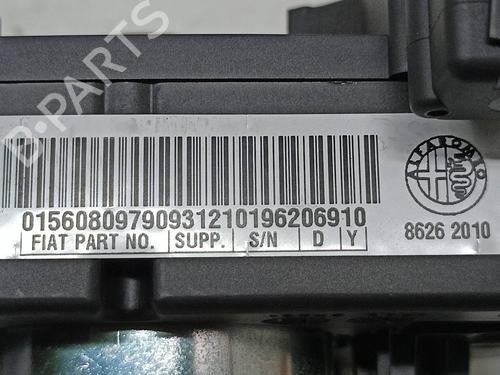 B-PARTS
01560809790931210196206910
FIAT PART NO. SUPP. S/N D Y
ALFA ROMEO
8626 2010